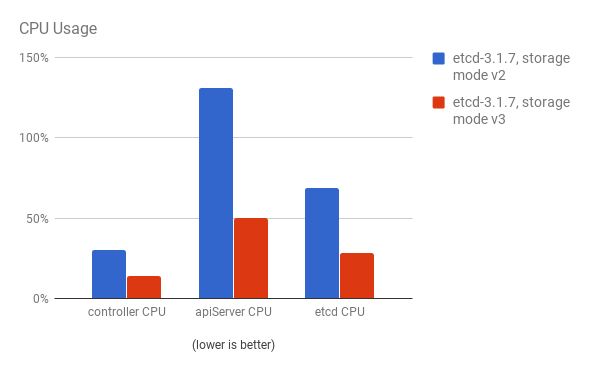 CPU Usage
150%
100%
50%
0%
controller CPU
apiServer CPU
etcd CPU
(lower is better)
etcd-3.1.7, storage
mode v2
etcd-3.1.7, storage
mode v3